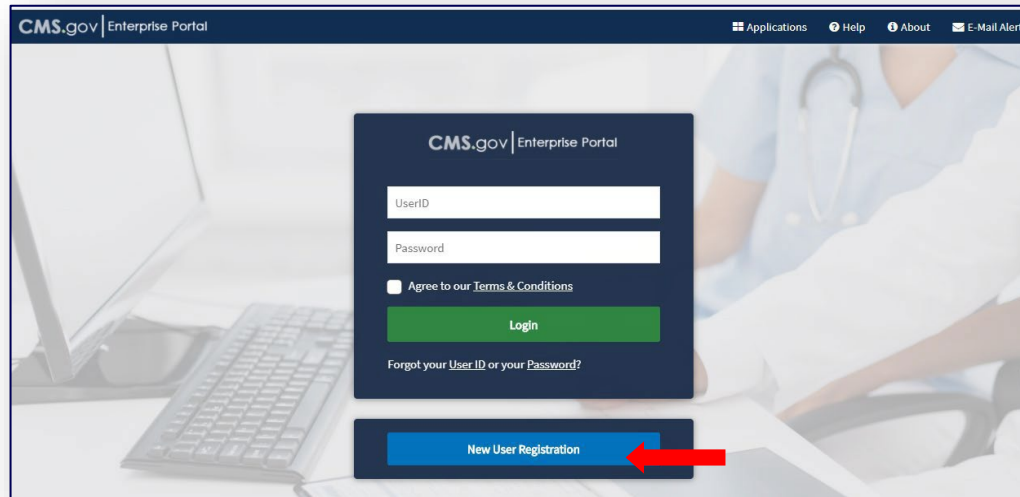 CMS.gov Enterprise Portal Applications Help About E-Mail Alert
CMS.gov Enterprise Portal
UserID
Password
Agree to our Terms & Conditions
Login
Forgot your User ID or your Password?
New User Registration